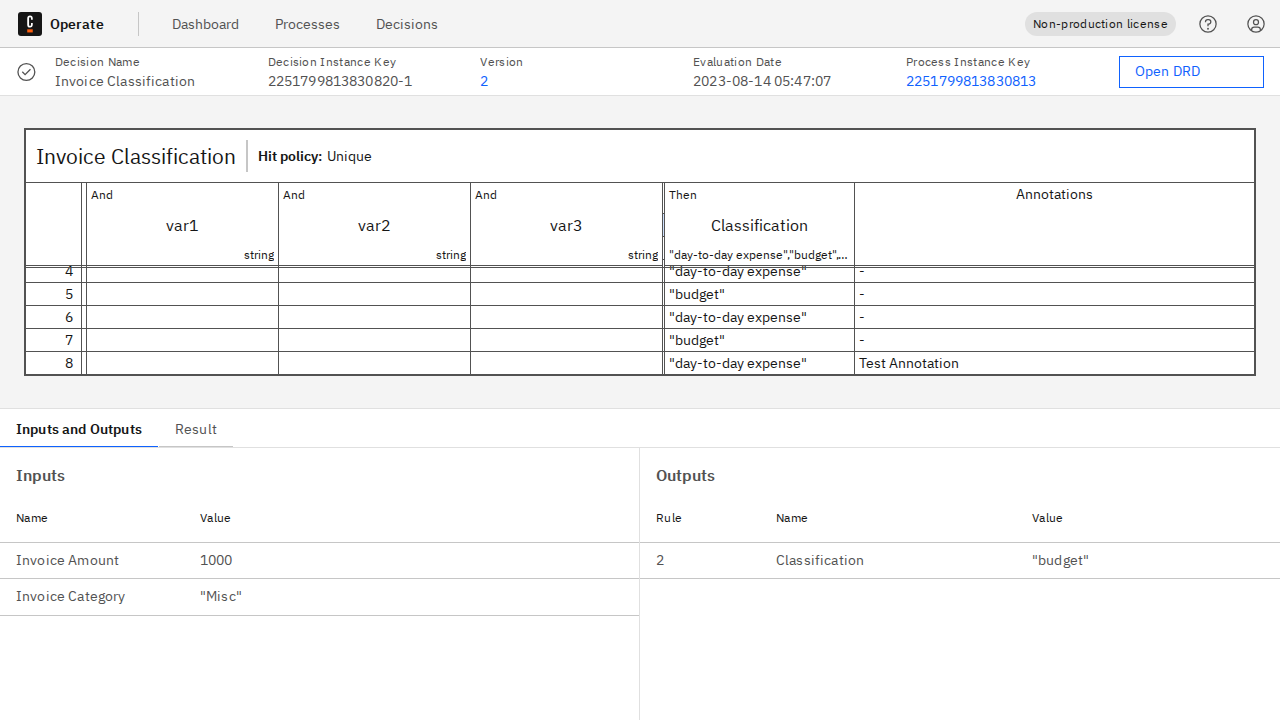 Operate
Dashboard
Processes
Decisions
Non-production license
Decision Name
Invoice Classification
Decision Instance Key
2251799813830820-1
Version
2
Evaluation Date
2023-08-14 05:47:07
Process Instance Key
2251799813830813
Open DRD
Invoice Classification
Hit policy: Unique
And And And Then Annotations
var1 var2 var3 Classification
string string string "day-to-day expense","budget",...
4 "day-to-day expense" -
5 "budget" -
6 "day-to-day expense" -
7 "budget" -
8 "day-to-day expense" Test Annotation
Inputs and Outputs
Result
Inputs
Name Value
Invoice Amount 1000
Invoice Category "Misc"
Outputs
Rule Name Value
2 Classification "budget"